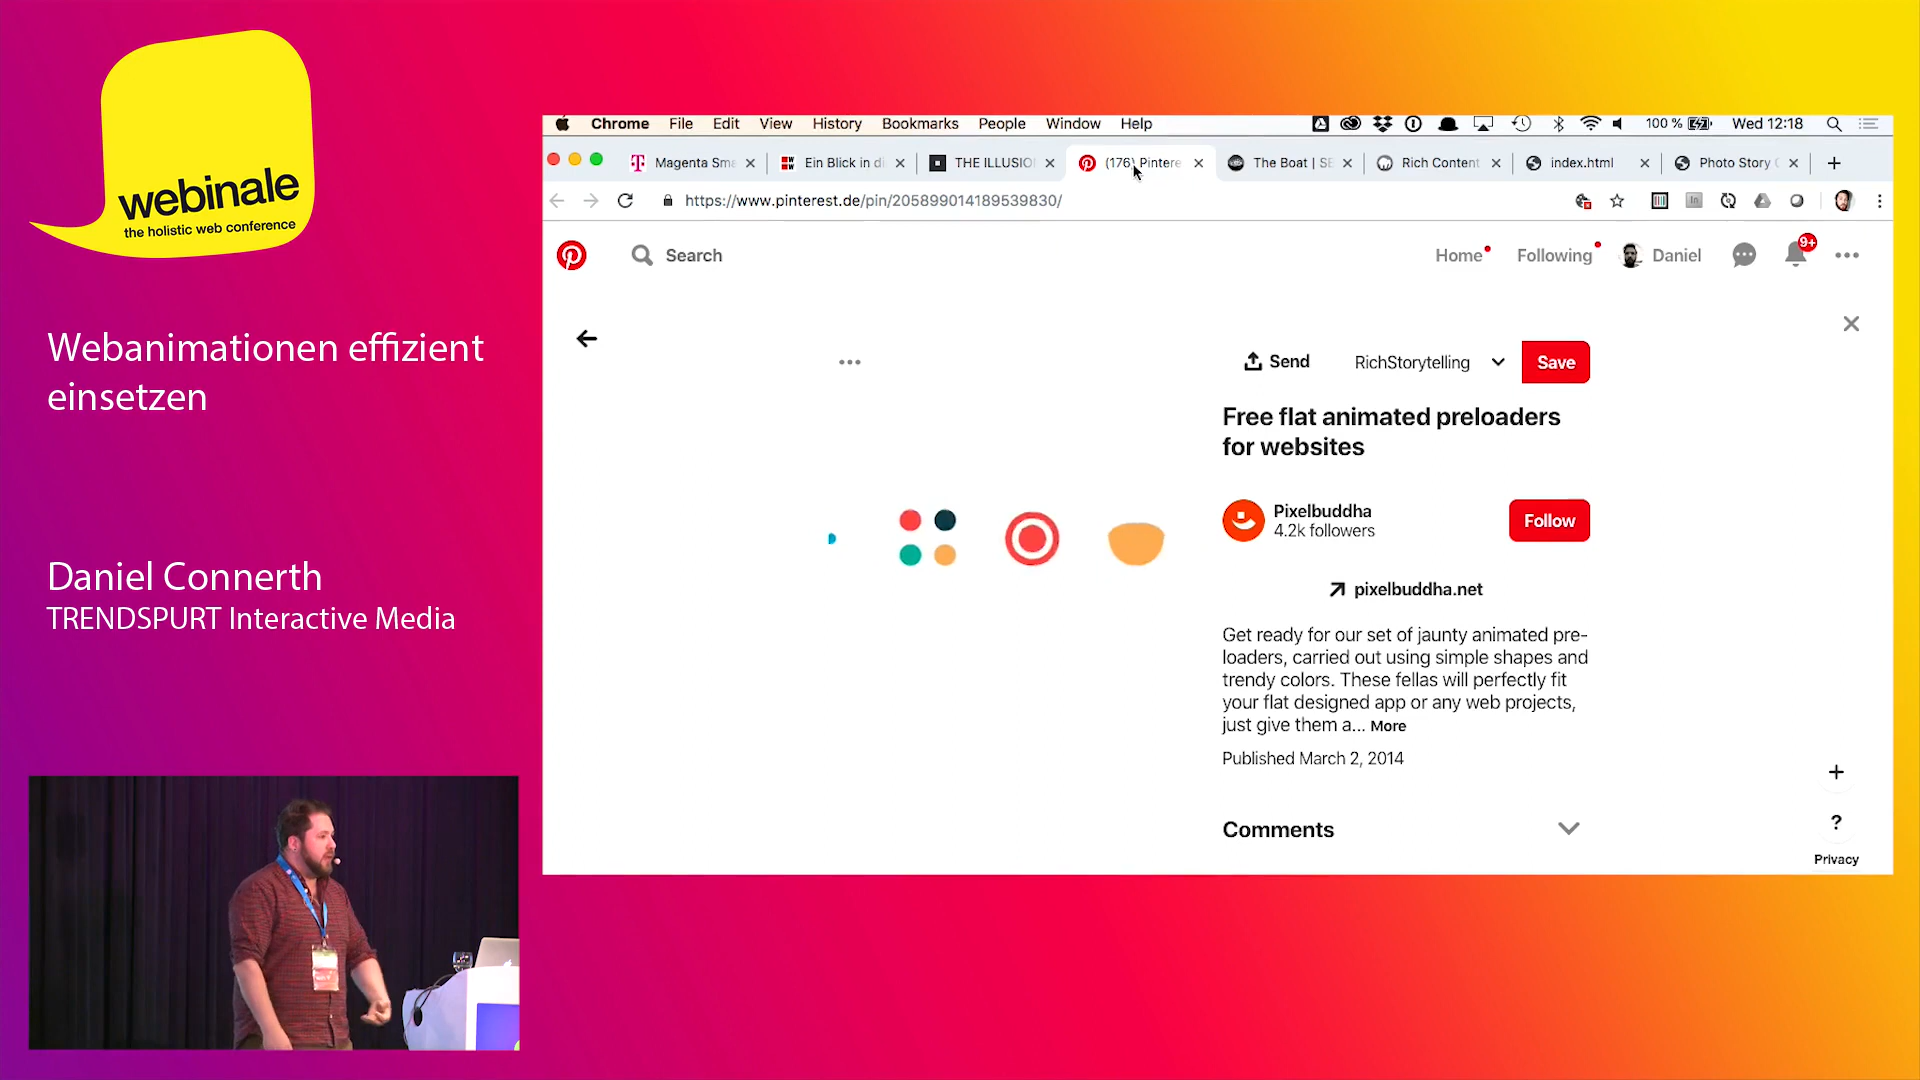 webinale
the holistic web conference
Webanimationen effizient
einsetzen
Daniel Connerth
TRENDSPURT Interactive Media
Chrome File Edit View History Bookmarks People Window Help 100 % Wed 12:18
Magenta Sma Ein Blick in di THE ILLUSIO (176) Pintere The Boat | SB Rich Content index.html Photo Story C
https://www.pinterest.de/pin/205899014189539830/
Search Home Following Daniel 9+
Send RichStorytelling Save
Free flat animated preloaders
for websites
Pixelbuddha
4.2k followers
Follow
pixelbuddha.net
Get ready for our set of jaunty animated pre-
loaders, carried out using simple shapes and
trendy colors. These fellas will perfectly fit
your flat designed app or any web projects,
just give them a... More
Published March 2, 2014
Comments
?
Privacy